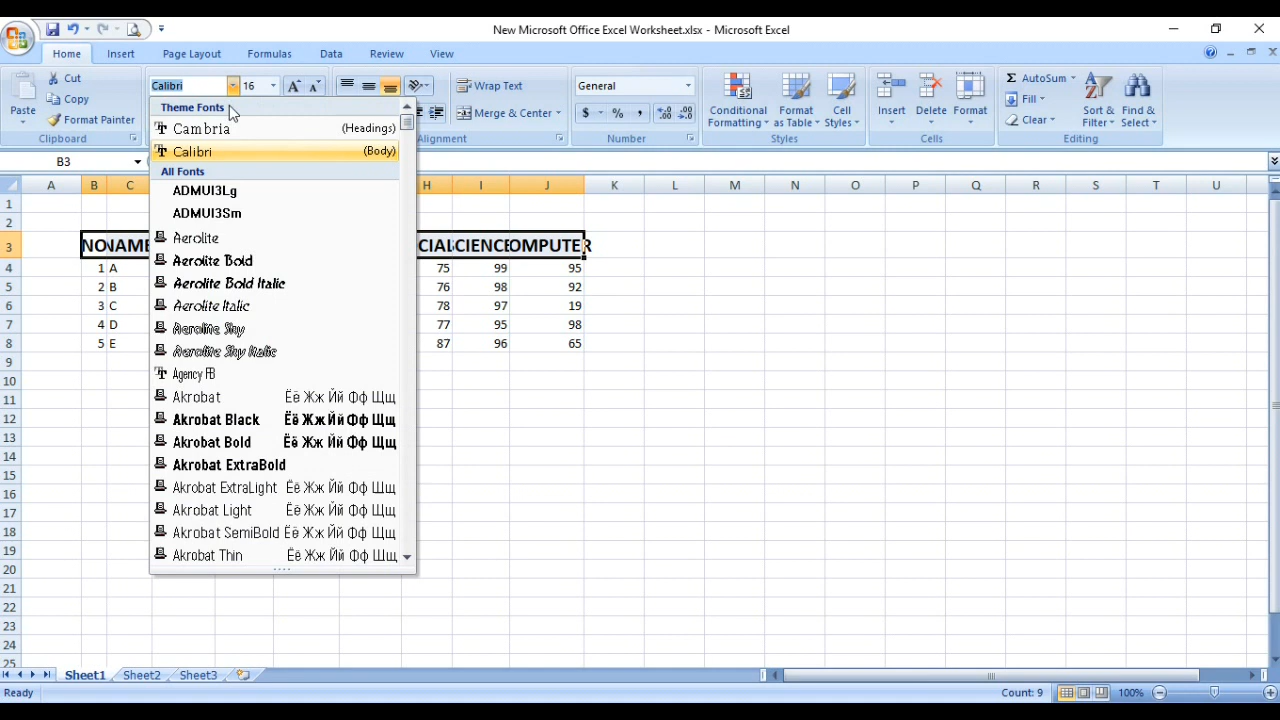 New Microsoft Office Excel Worksheet.xlsx - Microsoft Excel
Home Insert Page Layout Formulas Data Review View
Paste
Cut
Copy
Format Painter
Clipboard
Calibri 16
Wrap Text
Merge & Center
General
$ % ,
Number
Conditional Formatting
Format as Table
Cell Styles
Styles
Insert Delete Format
Cells
AutoSum
Fill
Clear
Sort & Filter
Find & Select
Editing
B3
Theme Fonts
Cambria (Headings)
Calibri (Body)
All Fonts
ADMUI3Lg
ADMUI3Sm
Aerolite
Aerolite Bold
Aerolite Bold Italic
Aerolite Italic
Aerolite Sky
Aerolite Sky Italic
Agency FB
Akrobat Ёё Жж Йй Фф Щщ
Akrobat Black Ёё Жж Йй Фф Щщ
Akrobat Bold Ёё Жж Йй Фф Щщ
Akrobat ExtraBold
Akrobat ExtraLight Ёё Жж Йй Фф Щщ
Akrobat Light Ёё Жж Йй Фф Щщ
Akrobat SemiBold Ёё Жж Йй Фф Щщ
Akrobat Thin Ёё Жж Йй Фф Щщ
A B C H I J K L M N O P Q R S T U
1
2
3 NO NAME CIAL CIENCE OMPUTER
4 1 A 75 99 95
5 2 B 76 98 92
6 3 C 78 97 19
7 4 D 77 95 98
8 5 E 87 96 65
9
10
11
12
13
14
15
16
17
18
19
20
21
22
23
24
25
Sheet1 Sheet2 Sheet3
Ready Count: 9 100%